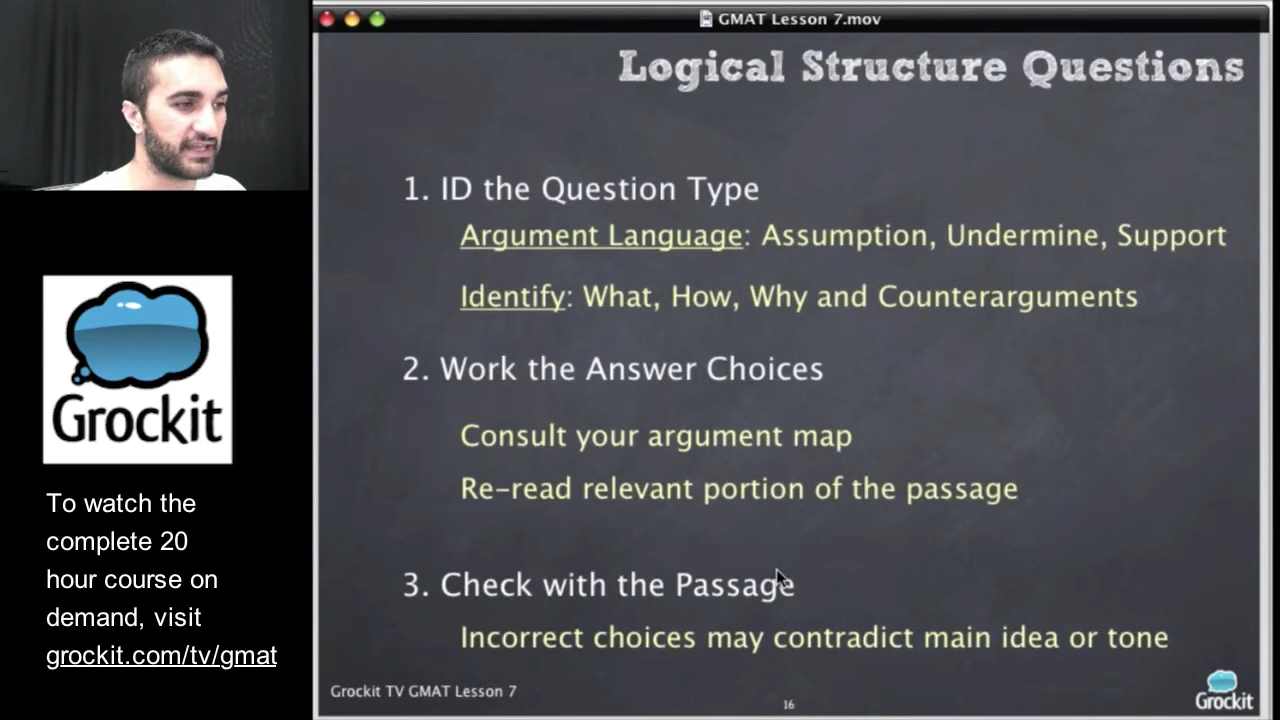 GMAT Lesson 7.mov
Logical Structure Questions
1. ID the Question Type
Argument Language: Assumption, Undermine, Support
Identify: What, How, Why and Counterarguments
2. Work the Answer Choices
Consult your argument map
Re-read relevant portion of the passage
3. Check with the Passage
Incorrect choices may contradict main idea or tone
Grockit TV GMAT Lesson 7
16
Grockit
Grockit
To watch the
complete 20
hour course on
demand, visit
grockit.com/tv/gmat